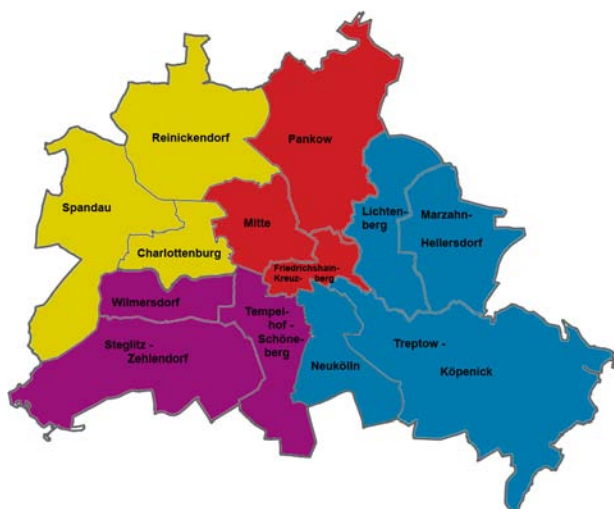 Reinickendorf
Pankow
Spandau
Lichten-
berg
Marzahn-
Hellersdorf
Mitte
Charlottenburg
Friedrichshain-
Kreuz- berg
Wilmersdorf
Tempel-
hof -
Schöne-
berg
Steglitz -
Zehlendorf
Neukölln
Treptow -
Köpenick